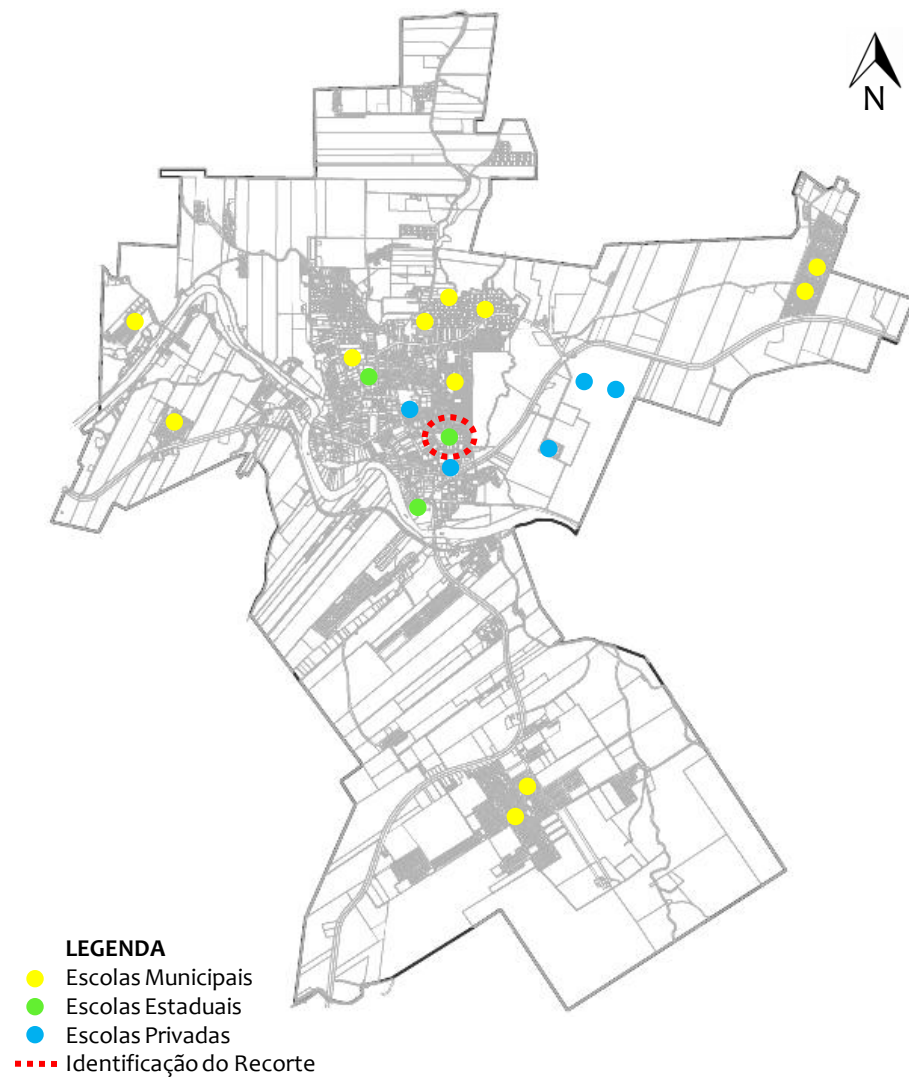 N
LEGENDA
Escolas Municipais
Escolas Estaduais
Escolas Privadas
Identificação do Recorte